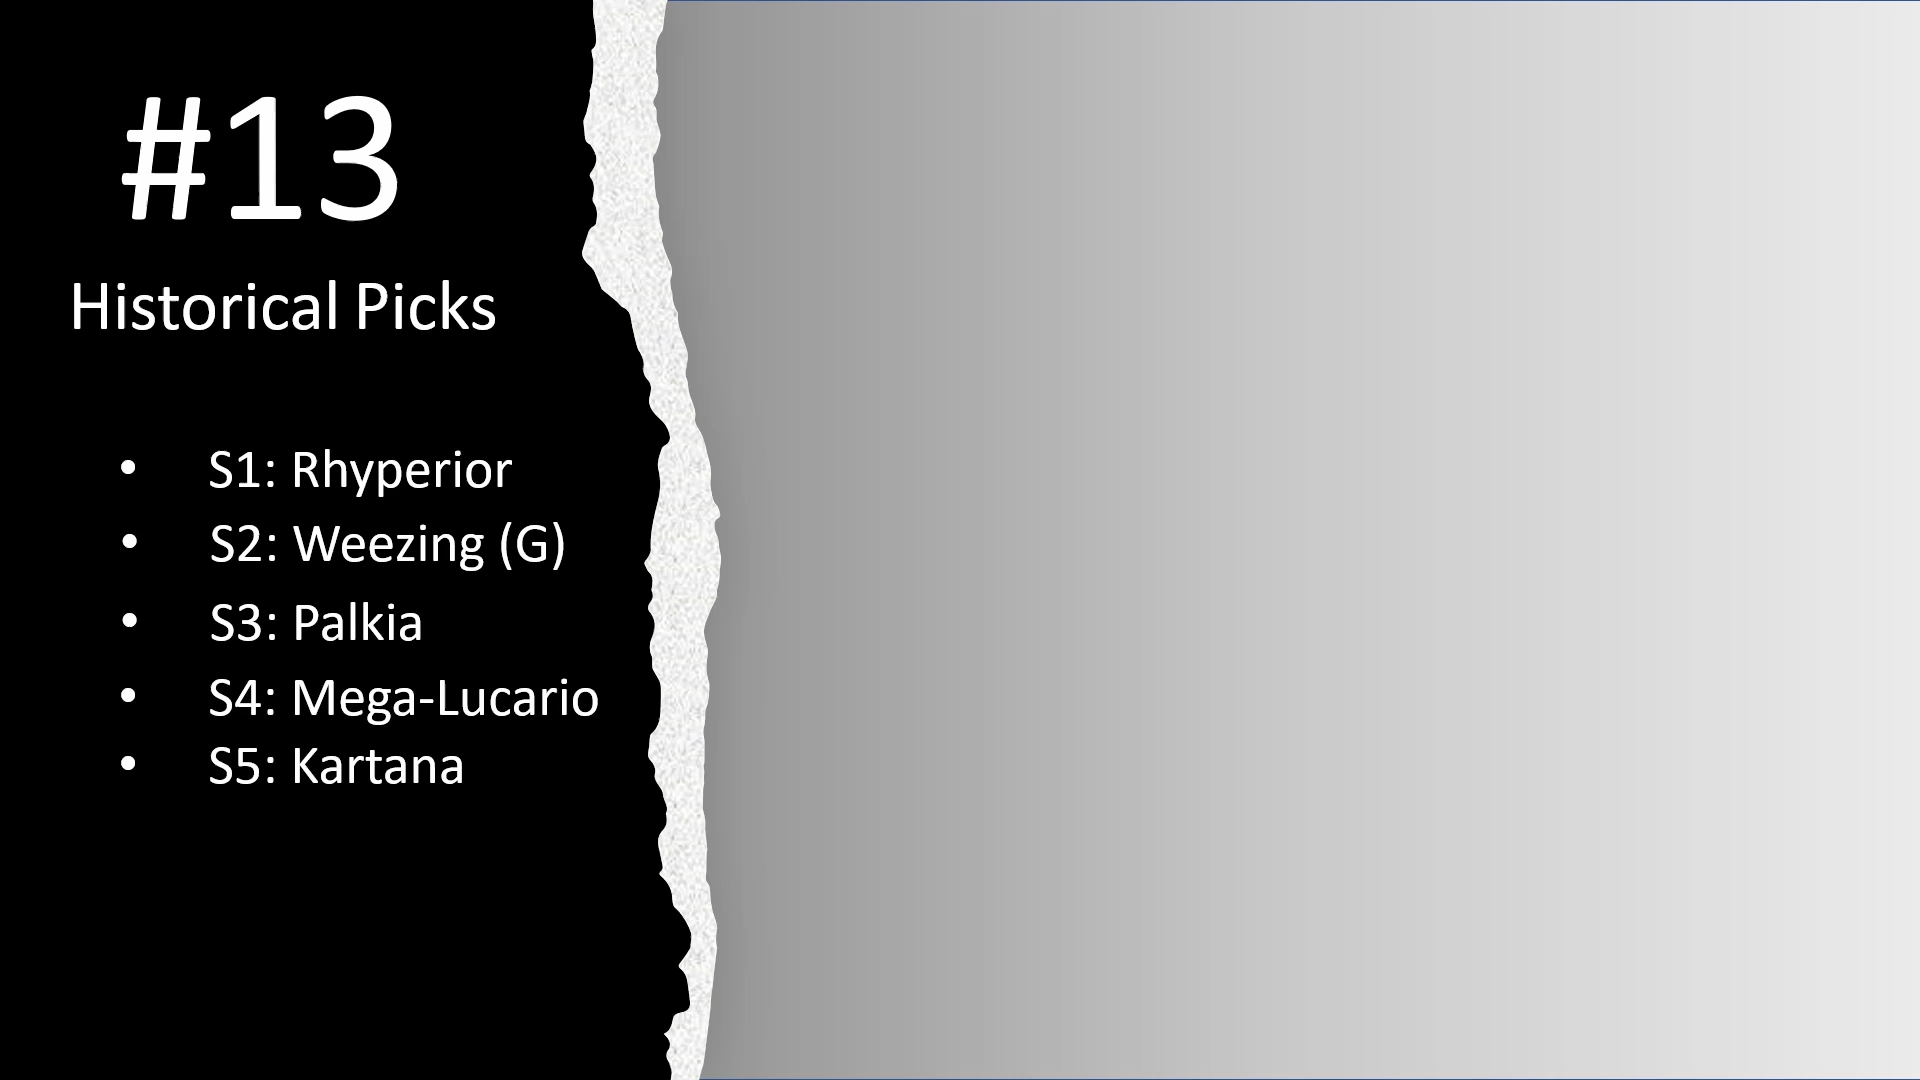 #13
Historical Picks
• S1: Rhyperior
• S2: Weezing (G)
• S3: Palkia
• S4: Mega-Lucario
• S5: Kartana